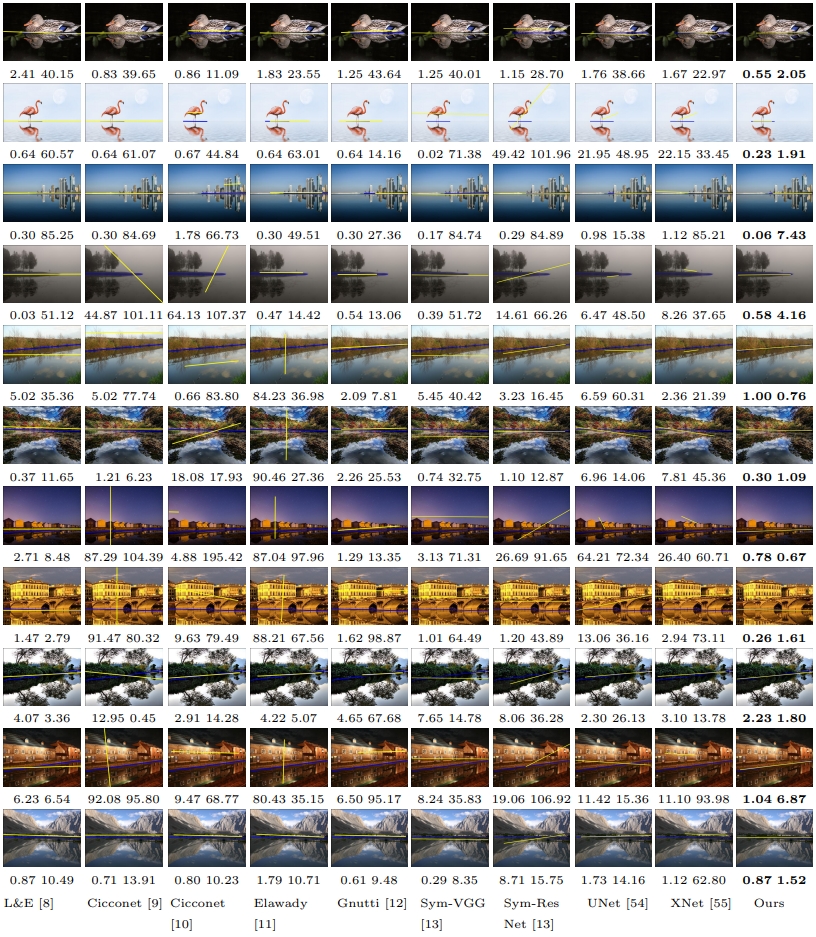 2.41 40.15 0.83 39.65 0.86 11.09 1.83 23.55 1.25 43.64 1.25 40.01 1.15 28.70 1.76 38.66 1.67 22.97 0.55 2.05
0.64 60.57 0.64 61.07 0.67 44.84 0.64 63.01 0.64 14.16 0.02 71.38 49.42 101.96 21.95 48.95 22.15 33.45 0.23 1.91
0.30 85.25 0.30 84.69 1.78 66.73 0.30 49.51 0.30 27.36 0.17 84.74 0.29 84.89 0.98 15.38 1.12 85.21 0.06 7.43
0.03 51.12 44.87 101.11 64.13 107.37 0.47 14.42 0.54 13.06 0.39 51.72 14.61 66.26 6.47 48.50 8.26 37.65 0.58 4.16
5.02 35.36 5.02 77.74 0.66 83.80 84.23 36.98 2.09 7.81 5.45 40.42 3.23 16.45 6.59 60.31 2.36 21.39 1.00 0.76
0.37 11.65 1.21 6.23 18.08 17.93 90.46 27.36 2.26 25.53 0.74 32.75 1.10 12.87 6.96 14.06 7.81 45.36 0.30 1.09
2.71 8.48 87.29 104.39 4.88 195.42 87.04 97.96 1.29 13.35 3.13 71.31 26.69 91.65 64.21 72.34 26.40 60.71 0.78 0.67
1.47 2.79 91.47 80.32 9.63 79.49 88.21 67.56 1.62 98.87 1.01 64.49 1.20 43.89 13.06 36.16 2.94 73.11 0.26 1.61
4.07 3.36 12.95 0.45 2.91 14.28 4.22 5.07 4.65 67.68 7.65 14.78 8.06 36.28 2.30 26.13 3.10 13.78 2.23 1.80
6.23 6.54 92.08 95.80 9.47 68.77 80.43 35.15 6.50 95.17 8.24 35.83 19.06 106.92 11.42 15.36 11.10 93.98 1.04 6.87
0.87 10.49 0.71 13.91 0.80 10.23 1.79 10.71 0.61 9.48 0.29 8.35 8.71 15.75 1.73 14.16 1.12 62.80 0.87 1.52
L&E [8] Cicconet [9] Cicconet Elawady Gnutti [12] Sym-VGG Sym-Res UNet [54] XNet [55] Ours
[10] [11] [13] Net [13]